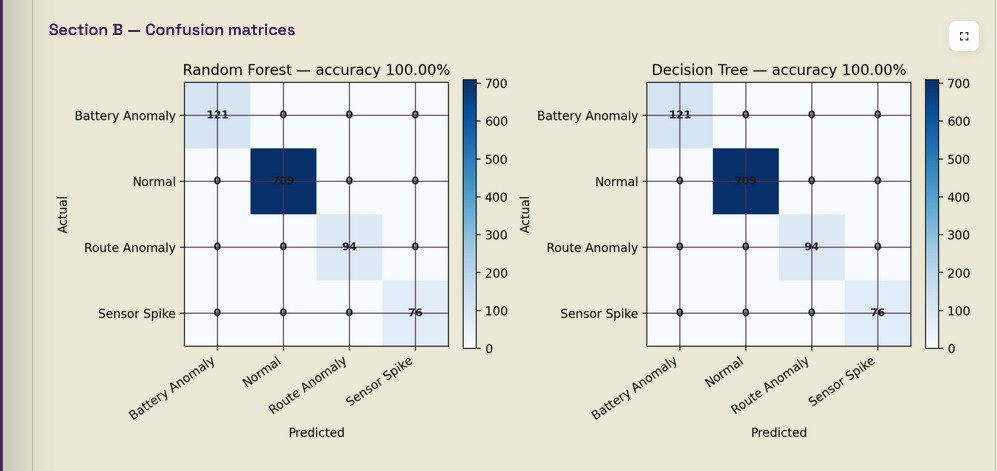 Section B — Confusion matrices
Random Forest — accuracy 100.00%
Actual
Battery Anomaly 121 0 0 0
Normal 0 709 0 0
Route Anomaly 0 0 94 0
Sensor Spike 0 0 0 76
Battery Anomaly Normal Route Anomaly Sensor Spike
Predicted
700
600
500
400
300
200
100
0
Decision Tree — accuracy 100.00%
Actual
Battery Anomaly 121 0 0 0
Normal 0 709 0 0
Route Anomaly 0 0 94 0
Sensor Spike 0 0 0 76
Battery Anomaly Normal Route Anomaly Sensor Spike
Predicted
700
600
500
400
300
200
100
0